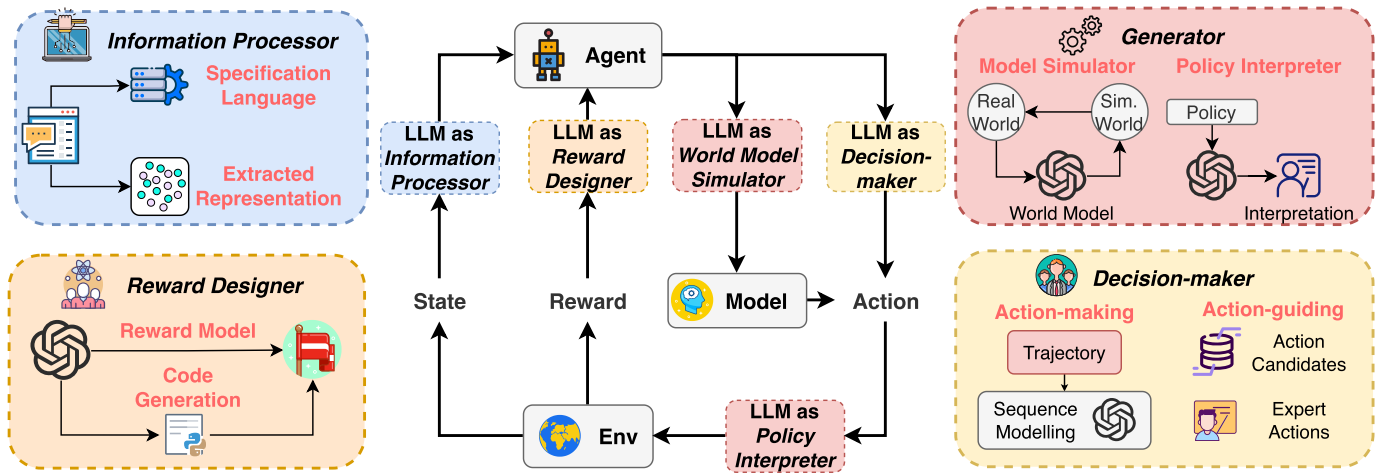 Information Processor
Specification
Language
Extracted
Representation
Reward Designer
Reward Model
Code
Generation
Agent
LLM as
Information
Processor
LLM as
Reward
Designer
LLM as
World Model
Simulator
LLM as
Decision-
maker
State
Reward
Model
Action
Env
LLM as
Policy
Interpreter
Generator
Model Simulator
Real
World
Sim.
World
World Model
Policy Interpreter
Policy
Interpretation
Decision-maker
Action-making
Trajectory
Sequence
Modelling
Action-guiding
Action
Candidates
Expert
Actions